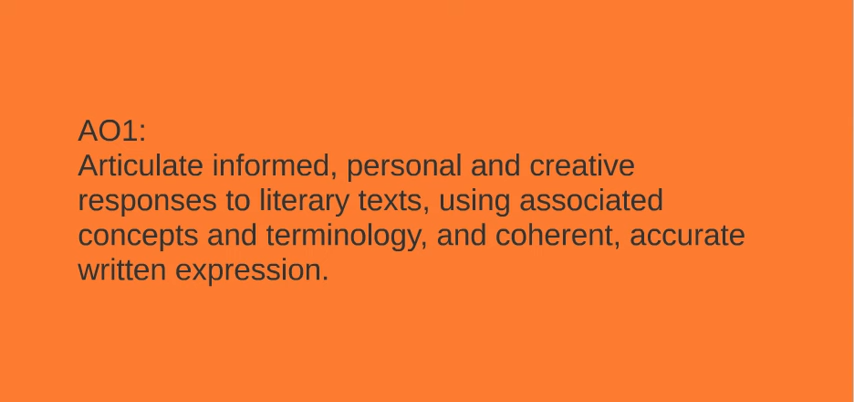 AO1:
Articulate informed, personal and creative
responses to literary texts, using associated
concepts and terminology, and coherent, accurate
written expression.